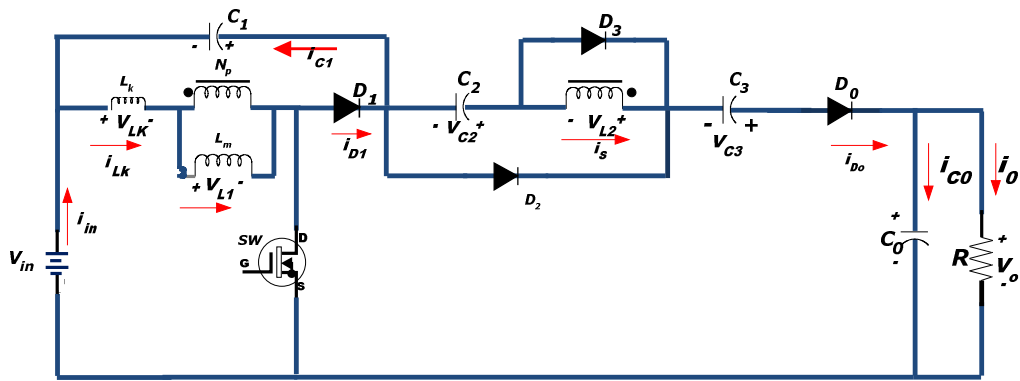 C1
- +
iC1
D3
Np
Lk
+ VLK -
iLk
D1
iD1
C2
- VC2 +
- VL2 +
is
C3
- VC3 +
D0
iDo
Lm
+ VL1 -
D2
iin
Vin
SW
D
G
S
iC0
i0
+
C0
-
R
+
Vo
-